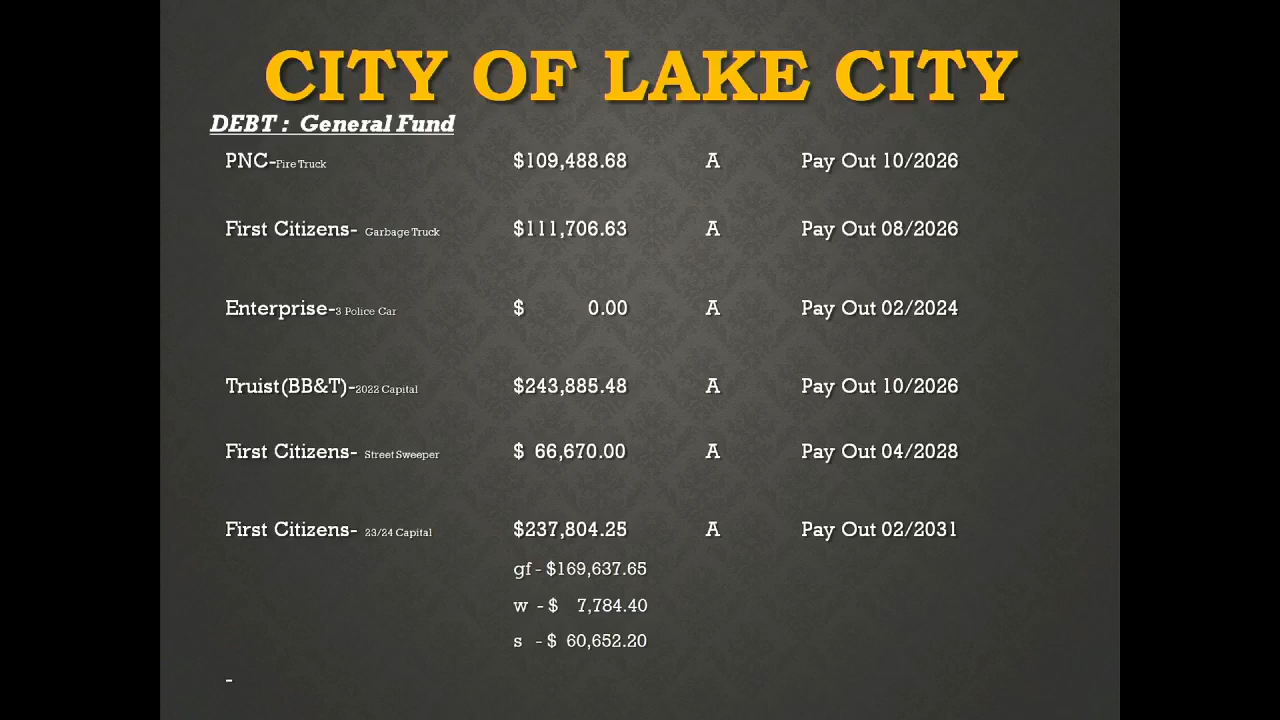 CITY OF LAKE CITY
DEBT : General Fund
PNC-Fire Truck $109,488.68 A Pay Out 10/2026
First Citizens- Garbage Truck $111,706.63 A Pay Out 08/2026
Enterprise-3 Police Car $ 0.00 A Pay Out 02/2024
Truist(BB&T)-2022 Capital $243,885.48 A Pay Out 10/2026
First Citizens- Street Sweeper $ 66,670.00 A Pay Out 04/2028
First Citizens- 23/24 Capital $237,804.25 A Pay Out 02/2031
gf - $169,637.65
w - $ 7,784.40
s - $ 60,652.20
-